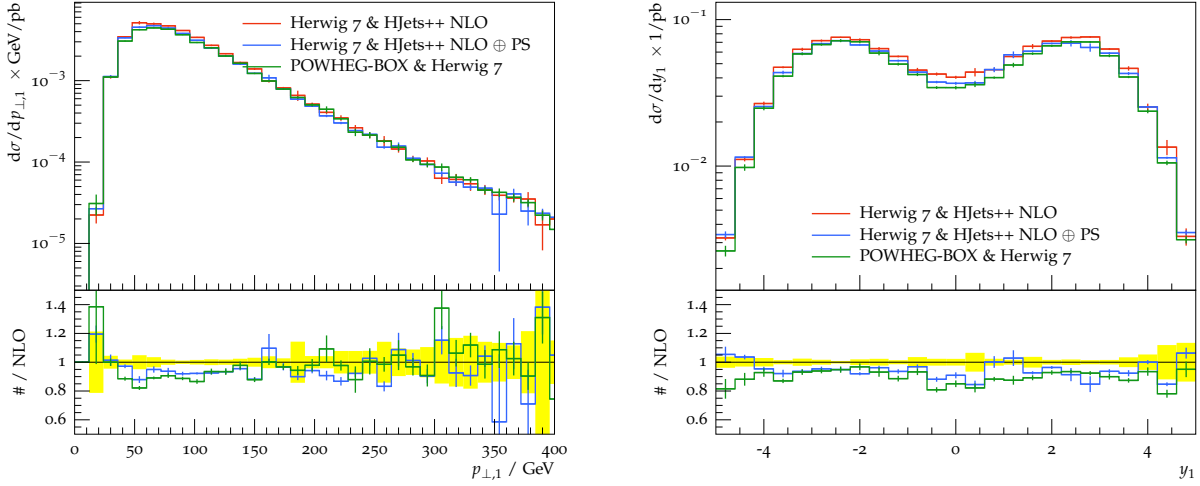 Herwig 7 & HJets++ NLO
Herwig 7 & HJets++ NLO ⊕ PS
POWHEG-BOX & Herwig 7
10⁻³
10⁻⁴
10⁻⁵
dσ/dp⊥,1 × GeV/pb
1.4
1.2
1
0.8
0.6
# / NLO
0 50 100 150 200 250 300 350 400
p⊥,1 / GeV
10⁻¹
10⁻²
dσ/dy₁ × 1/pb
Herwig 7 & HJets++ NLO
Herwig 7 & HJets++ NLO ⊕ PS
POWHEG-BOX & Herwig 7
1.4
1.2
1
0.8
0.6
# / NLO
-4 -2 0 2 4
y₁